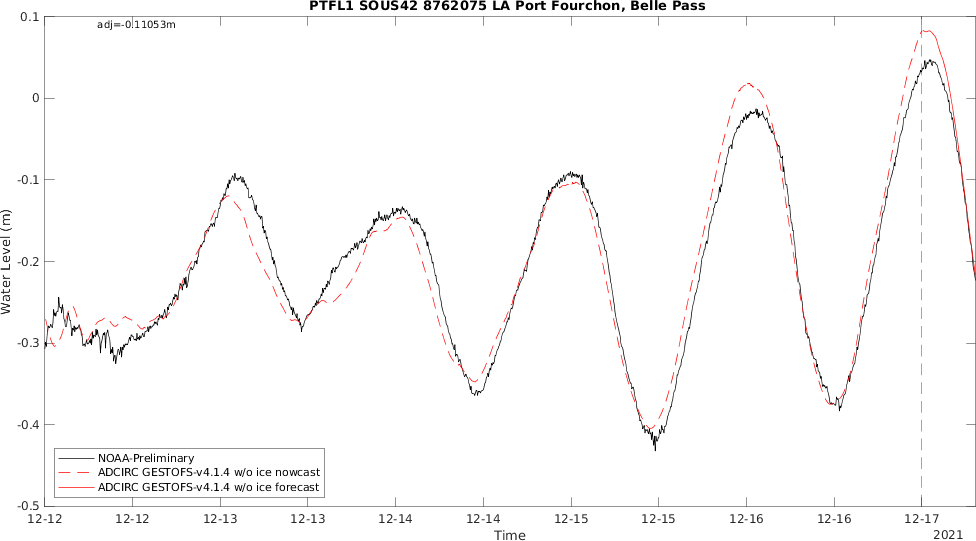 PTFL1 SOUS42 8762075 LA Port Fourchon, Belle Pass
adj=-0.11053m
0.1
0
-0.1
-0.2
-0.3
-0.4
-0.5
Water Level (m)
NOAA-Preliminary
ADCIRC GESTOFS-v4.1.4 w/o ice nowcast
ADCIRC GESTOFS-v4.1.4 w/o ice forecast
12-12 12-12 12-13 12-13 12-14 12-14 12-15 12-15 12-16 12-16 12-17
Time
2021